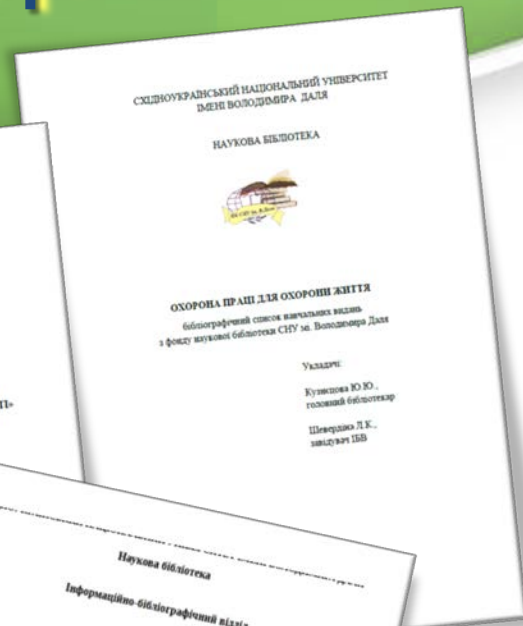 СХІДНОУКРАЇНСЬКИЙ НАЦІОНАЛЬНИЙ УНІВЕРСИТЕТ
ІМЕНІ ВОЛОДИМИРА ДАЛЯ
НАУКОВА БІБЛІОТЕКА
ОХОРОНА ПРАЦІ ДЛЯ ОХОРОНИ ЖИТТЯ
бібліографічний список навчальних видань
з фонду наукової бібліотеки СНУ ім. Володимира Даля
Укладачі:
Кузнєцова Ю.Ю.,
головний бібліотекар
Шевердіна Л.К.,
завідувач ІБВ
Наукова бібліотека
Інформаційно-бібліографічний відділ